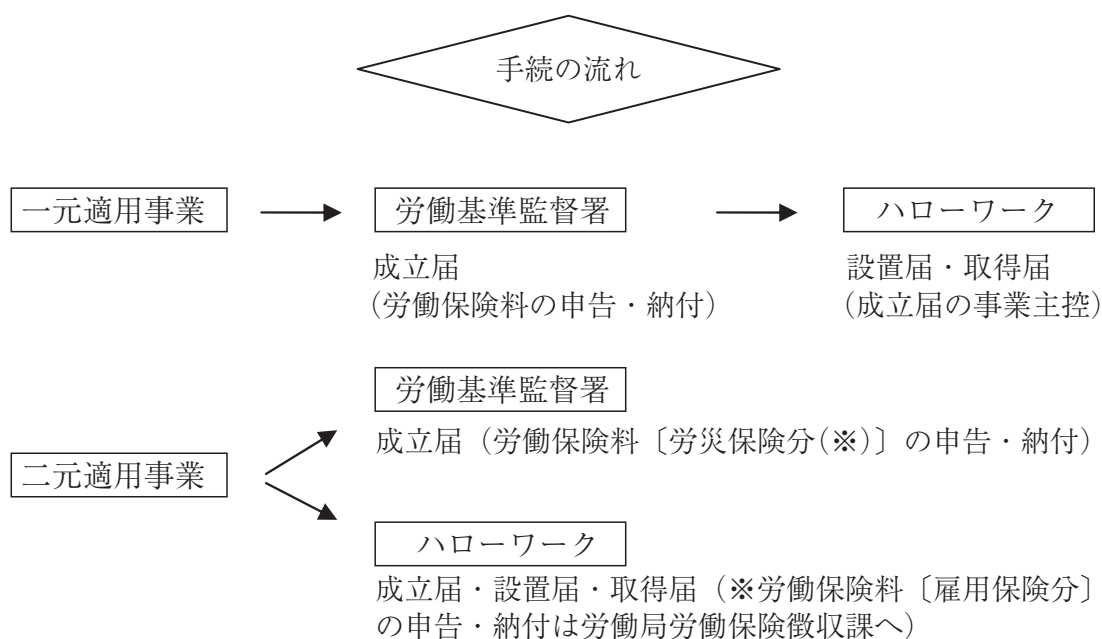 手続の流れ
一元適用事業
労働基準監督署
ハローワーク
成立届
(労働保険料の申告・納付)
設置届・取得届
(成立届の事業主控)
二元適用事業
労働基準監督署
成立届(労働保険料〔労災保険分(※)〕の申告・納付)
ハローワーク
成立届・設置届・取得届(※労働保険料〔雇用保険分〕
の申告・納付は労働局労働保険徴収課へ)